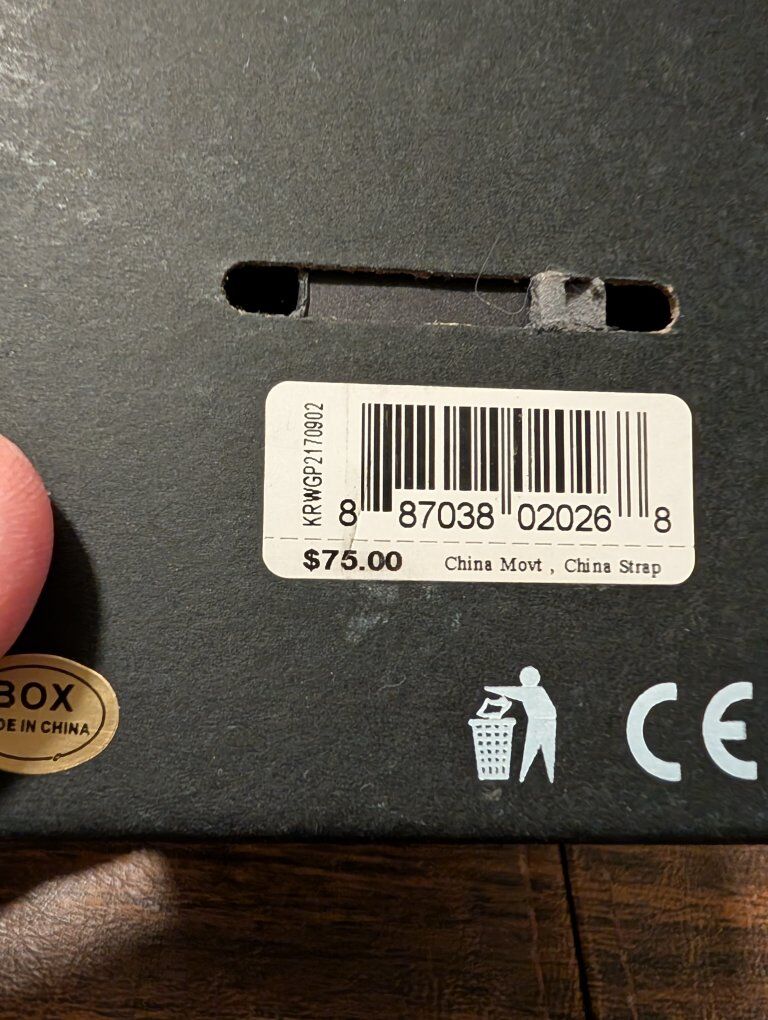 KRWGP2170902
8 87038 02026 8
$75.00 China Movt , China Strap
BOX
DE IN CHINA
CE